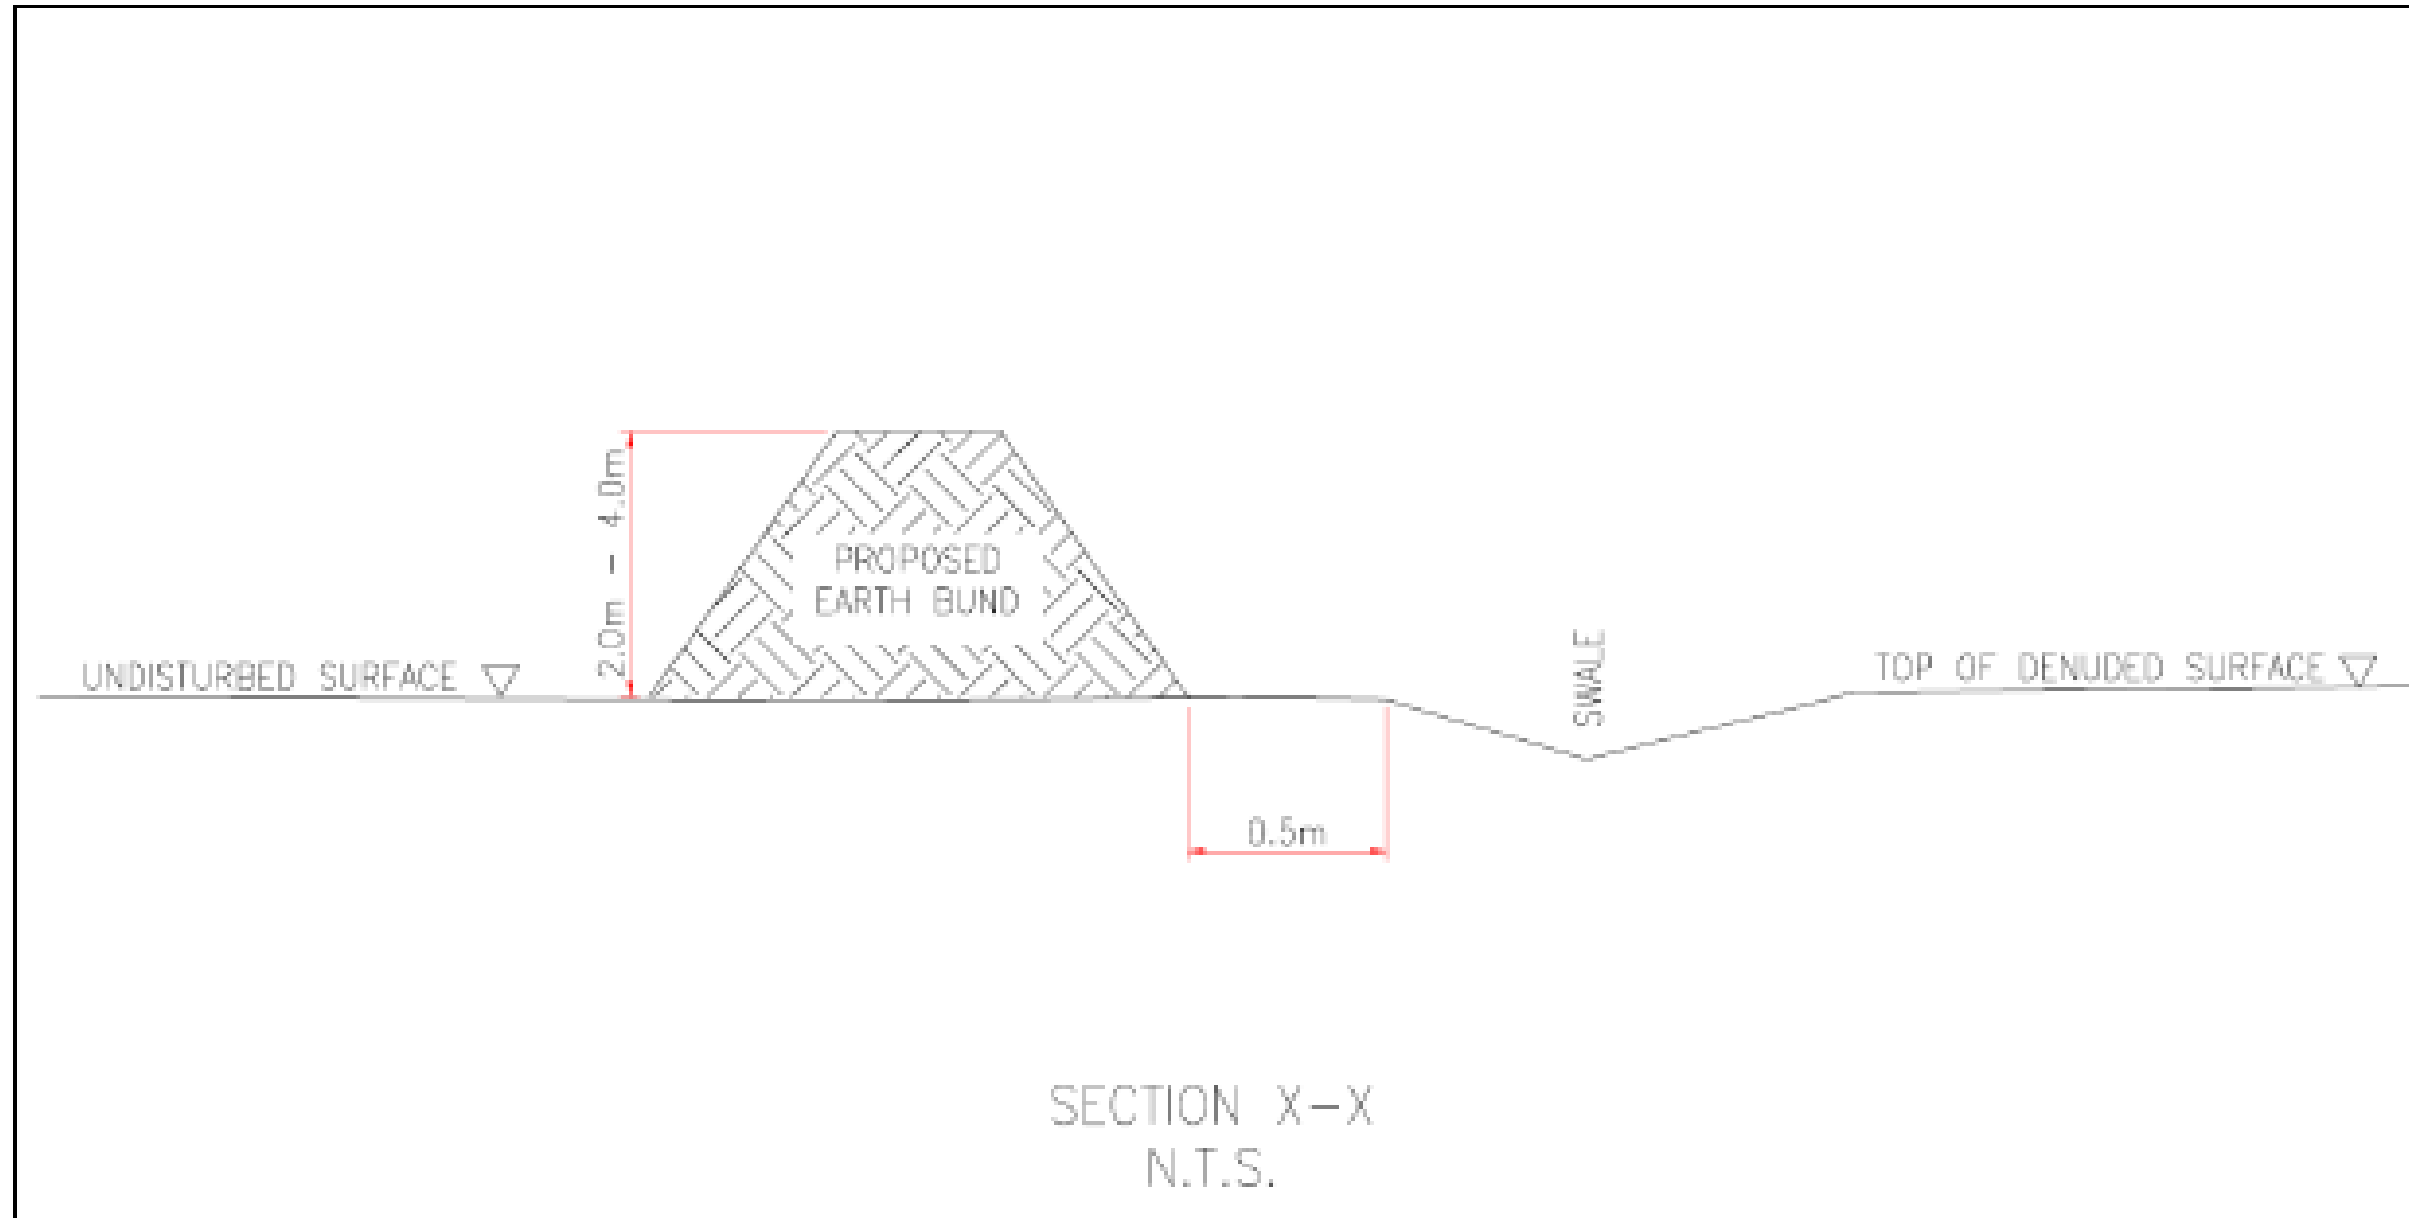 2.0m - 4.0m
PROPOSED
EARTH BUND
UNDISTURBED SURFACE
SWALE
TOP OF DENUDED SURFACE
0.5m
SECTION X-X
N.T.S.